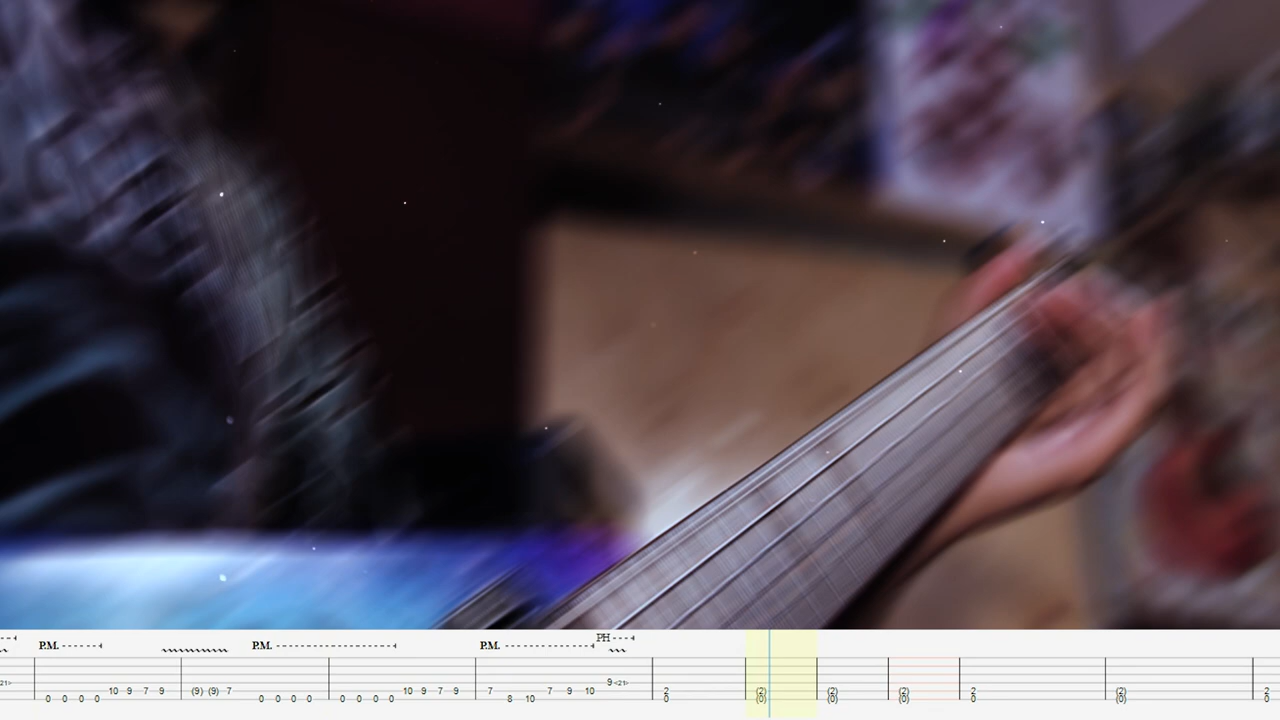 P.M. P.M. P.M. PH
9 <21>
<21> 10 9 7 9 (9) (9) 7 10 9 7 9 7 7 9 10 2 (2) (2) (2) 2 (2) 2
0 0 0 0 0 0 0 0 0 0 0 0 8 10 0 (0) (0) (0) 0 (0) 0